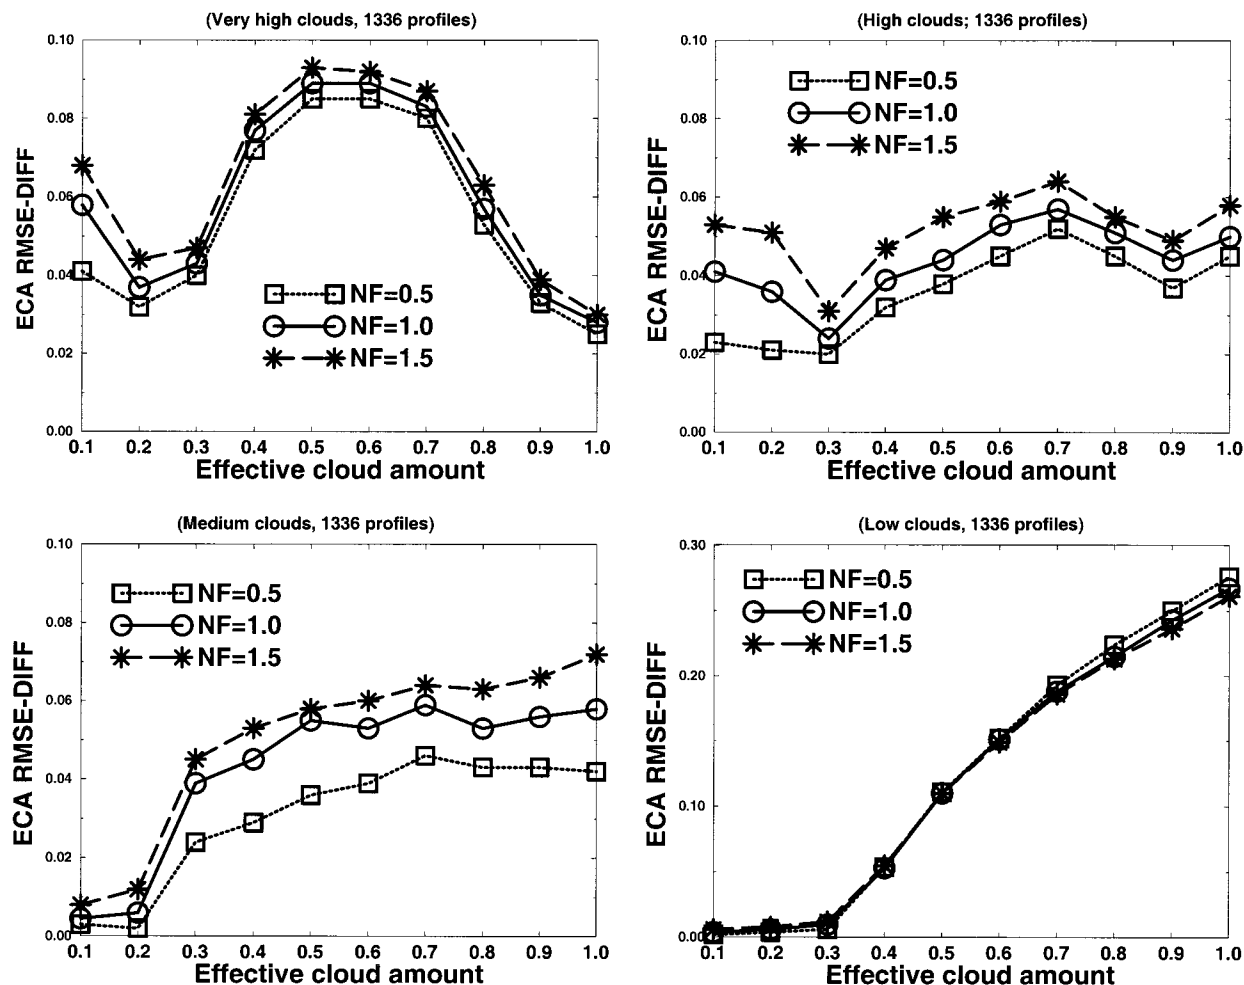 (Very high clouds, 1336 profiles)
0.10
0.08
0.06
0.04
0.02
0.00
ECA RMSE-DIFF
NF=0.5
NF=1.0
NF=1.5
0.1 0.2 0.3 0.4 0.5 0.6 0.7 0.8 0.9 1.0
Effective cloud amount
(High clouds; 1336 profiles)
0.10
0.08
0.06
0.04
0.02
0.00
ECA RMSE-DIFF
NF=0.5
NF=1.0
NF=1.5
0.1 0.2 0.3 0.4 0.5 0.6 0.7 0.8 0.9 1.0
Effective cloud amount
(Medium clouds, 1336 profiles)
0.10
0.08
0.06
0.04
0.02
0.00
ECA RMSE-DIFF
NF=0.5
NF=1.0
NF=1.5
0.1 0.2 0.3 0.4 0.5 0.6 0.7 0.8 0.9 1.0
Effective cloud amount
(Low clouds, 1336 profiles)
0.30
0.20
0.10
0.00
ECA RMSE-DIFF
NF=0.5
NF=1.0
NF=1.5
0.1 0.2 0.3 0.4 0.5 0.6 0.7 0.8 0.9 1.0
Effective cloud amount